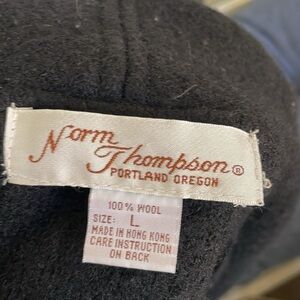 Norm
Thompson®
PORTLAND OREGON
100% WOOL
SIZE: L
MADE IN HONG KONG
CARE INSTRUCTION
ON BACK